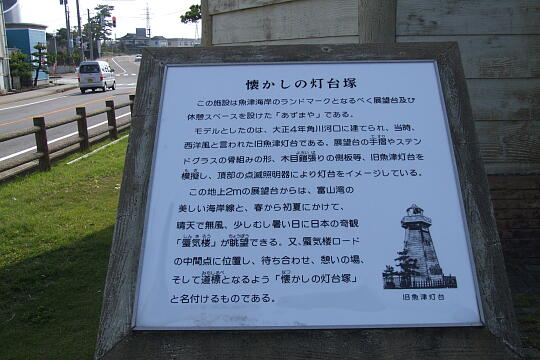 懐かしの灯台塚
この施設は魚津海岸のランドマークとなるべく展望台及び
休憩スペースを設けた「あずまや」である。
モデルとしたのは、大正4年角川河口に建てられ、当時、
西洋風と言われた旧魚津灯台である。展望台の手摺やステン
ドグラスの骨組みの形、木目鎧張りの側板等、旧魚津灯台を
模擬し、頂部の点滅照明器により灯台をイメージしている。
この地上2mの展望台からは、富山湾の
美しい海岸線と、春から初夏にかけて、
晴天で無風、少しむし暑い日に日本の奇観
「蜃気楼」が眺望できる。又、蜃気楼ロード
の中間点に位置し、待ち合わせ、憩いの場、
そして道標となるよう「懐かしの灯台塚」
と名付けるものである。
旧魚津灯台